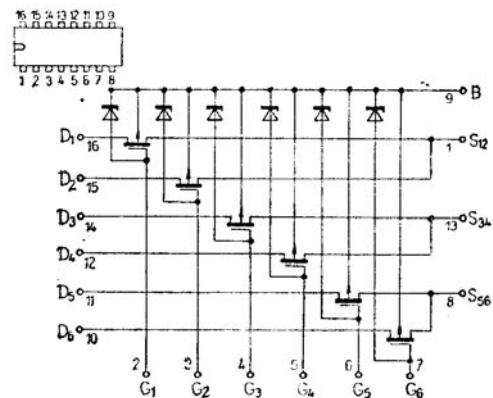 16 15 14 13 12 11 10 9
1 2 3 4 5 6 7 8
9 B
D1 16
1 S12
D2 15
D3 14
13 S34
D4 12
D5 11
8 S56
D6 10
2 3 4 5 6 7
G1 G2 G3 G4 G5 G6